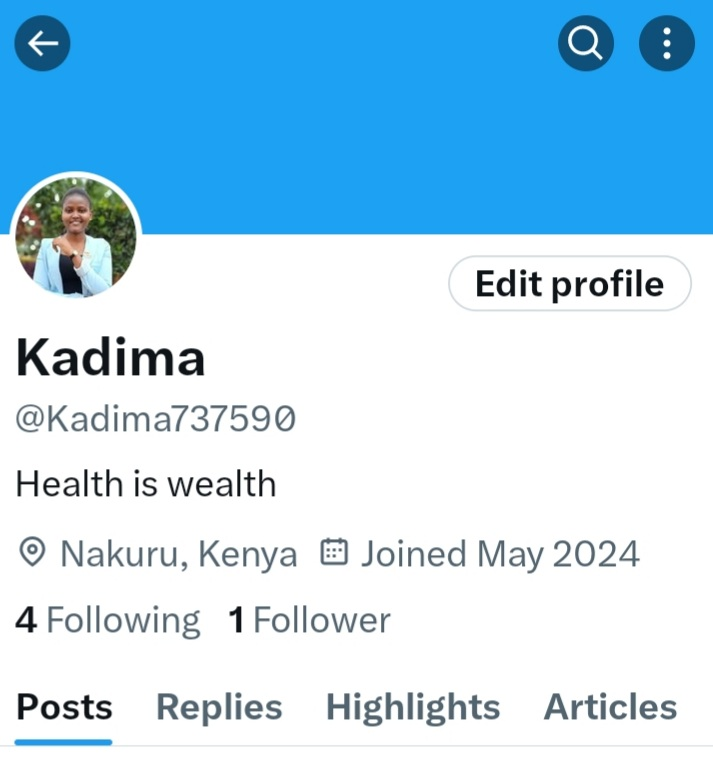 Edit profile
Kadima
@Kadima737590
Health is wealth
Nakuru, Kenya Joined May 2024
4 Following 1 Follower
Posts Replies Highlights Articles